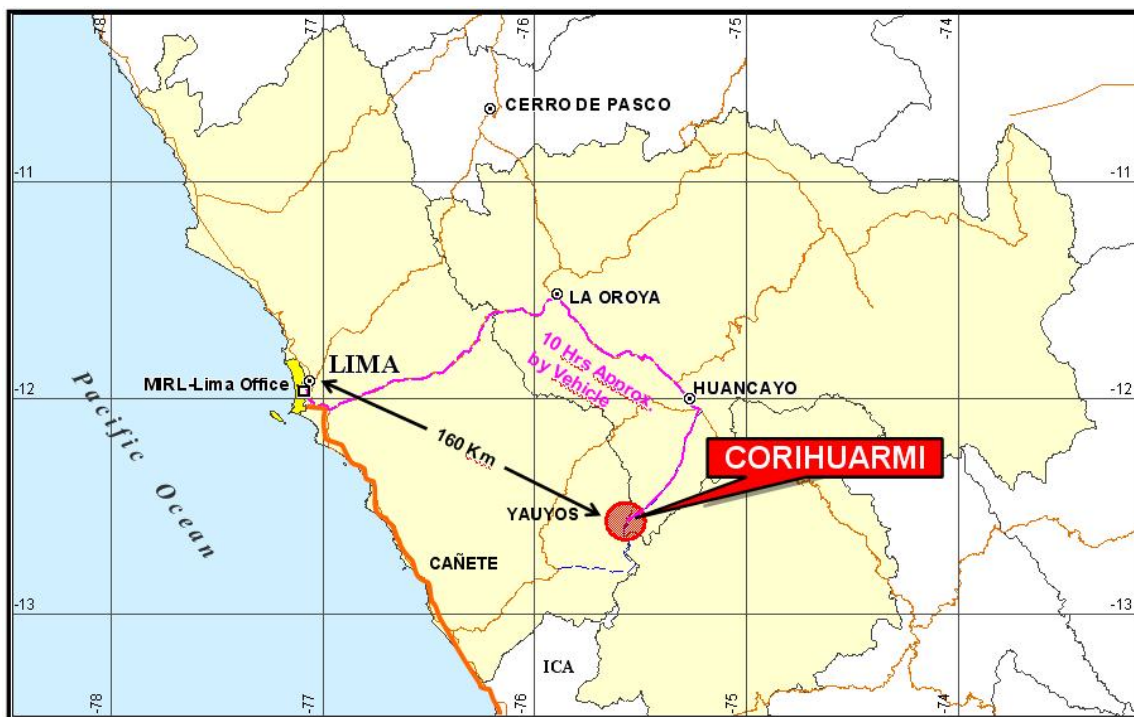 -78
-77
-76
-75
-74
CERRO DE PASCO
-11
-11
LA OROYA
10 Hrs Approx.
by Vehicle
LIMA
MIRL-Lima Office
HUANCAYO
-12
-12
160 Km
CORIHUARMI
YAUYOS
Pacific Ocean
CAÑETE
-13
-13
ICA
-78
-77
-76
-75
-74